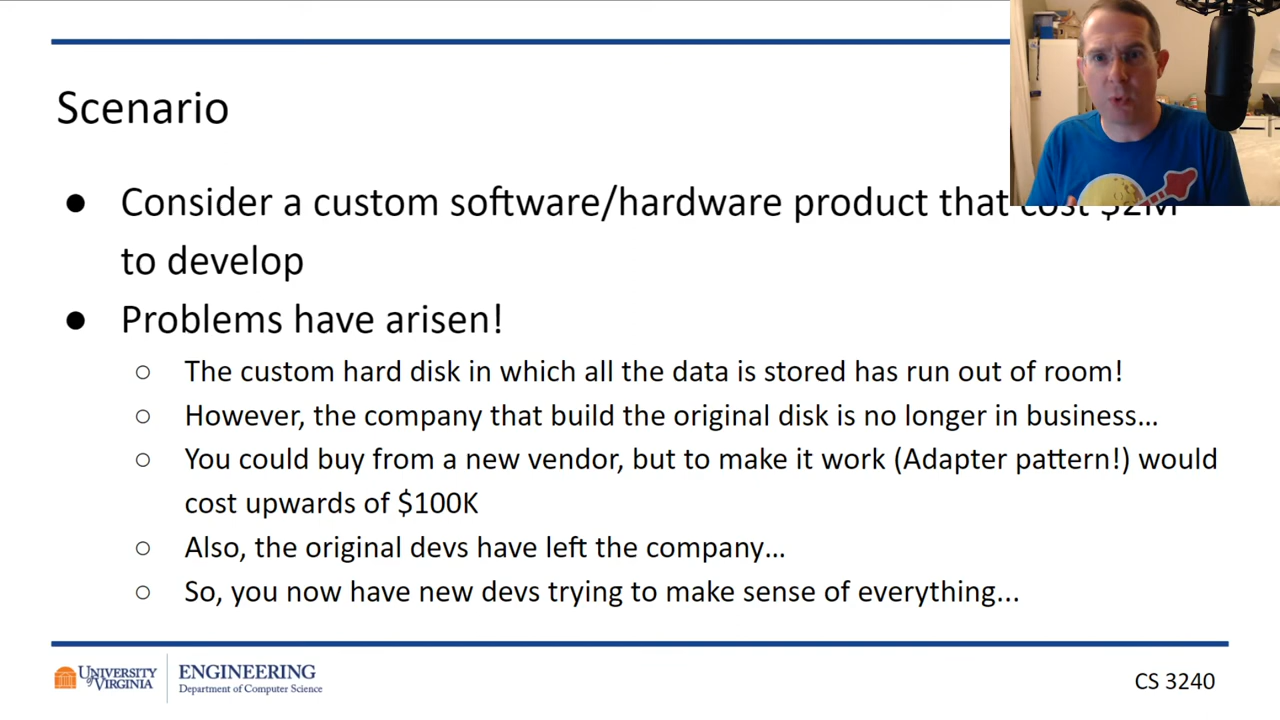 Scenario
● Consider a custom software/hardware product that cost $2M
to develop
● Problems have arisen!
○ The custom hard disk in which all the data is stored has run out of room!
○ However, the company that build the original disk is no longer in business…
○ You could buy from a new vendor, but to make it work (Adapter pattern!) would
cost upwards of $100K
○ Also, the original devs have left the company…
○ So, you now have new devs trying to make sense of everything...
UNIVERSITY
of VIRGINIA
ENGINEERING
Department of Computer Science
CS 3240